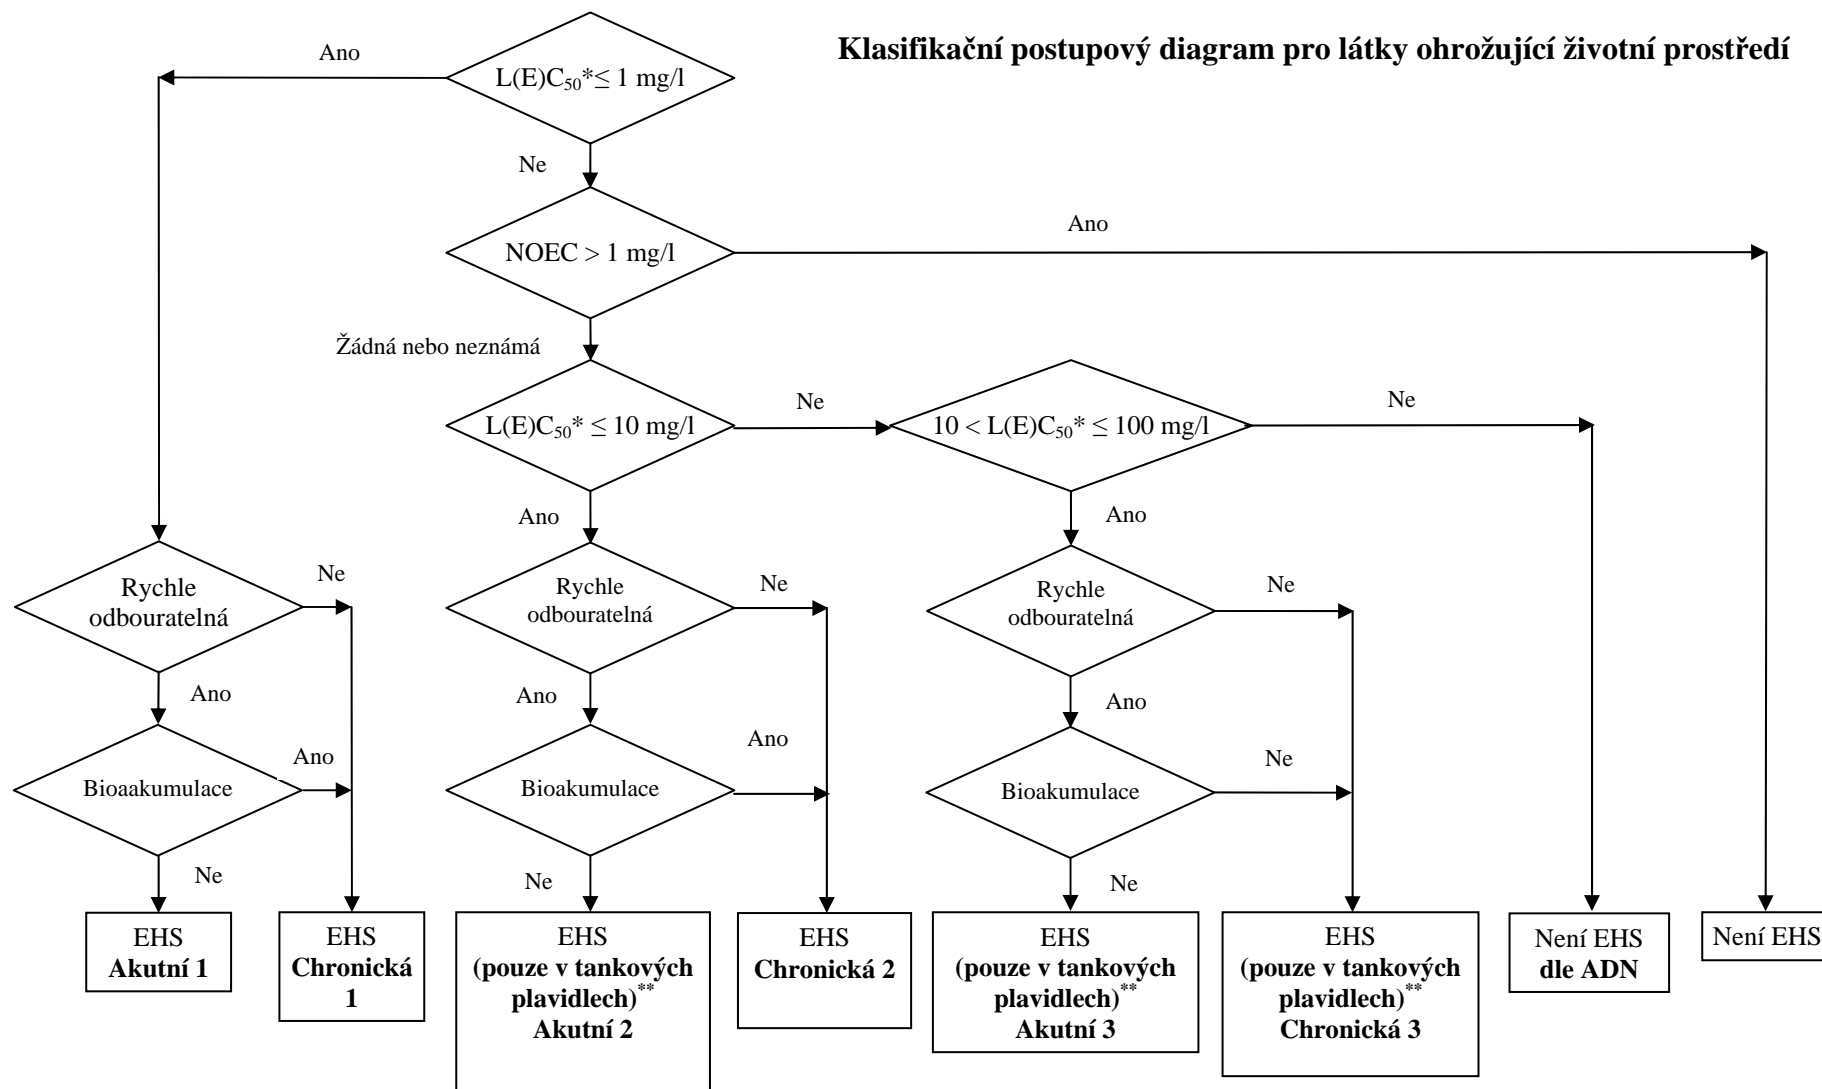 Klasifikační postupový diagram pro látky ohrožující životní prostředí
Ano
L(E)C50*≤ 1 mg/l
Ne
NOEC > 1 mg/l
Ano
Žádná nebo neznámá
L(E)C50* ≤ 10 mg/l
Ne
10 < L(E)C50* ≤ 100 mg/l
Ne
Ano
Ano
Rychle
odbouratelná
Ne
Rychle
odbouratelná
Ne
Rychle
odbouratelná
Ne
Ano
Ano
Ano
Bioaakumulace
Ano
Bioakumulace
Ano
Bioakumulace
Ne
Ne
Ne
Ne
EHS
Akutní 1
EHS
Chronická
1
EHS
(pouze v tankových
plavidlech)**
Akutní 2
EHS
Chronická 2
EHS
(pouze v tankových
plavidlech)**
Akutní 3
EHS
(pouze v tankových
plavidlech)**
Chronická 3
Není EHS
dle ADN
Není EHS